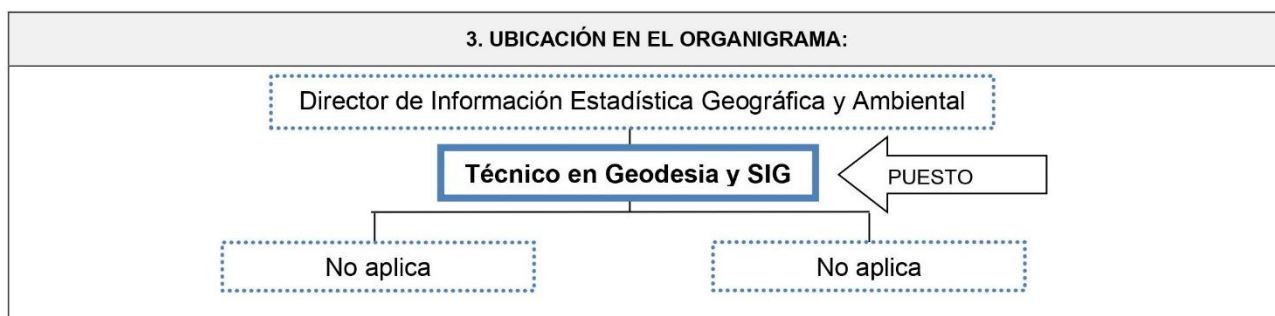 3. UBICACIÓN EN EL ORGANIGRAMA:
Director de Información Estadística Geográfica y Ambiental
Técnico en Geodesia y SIG
PUESTO
No aplica
No aplica